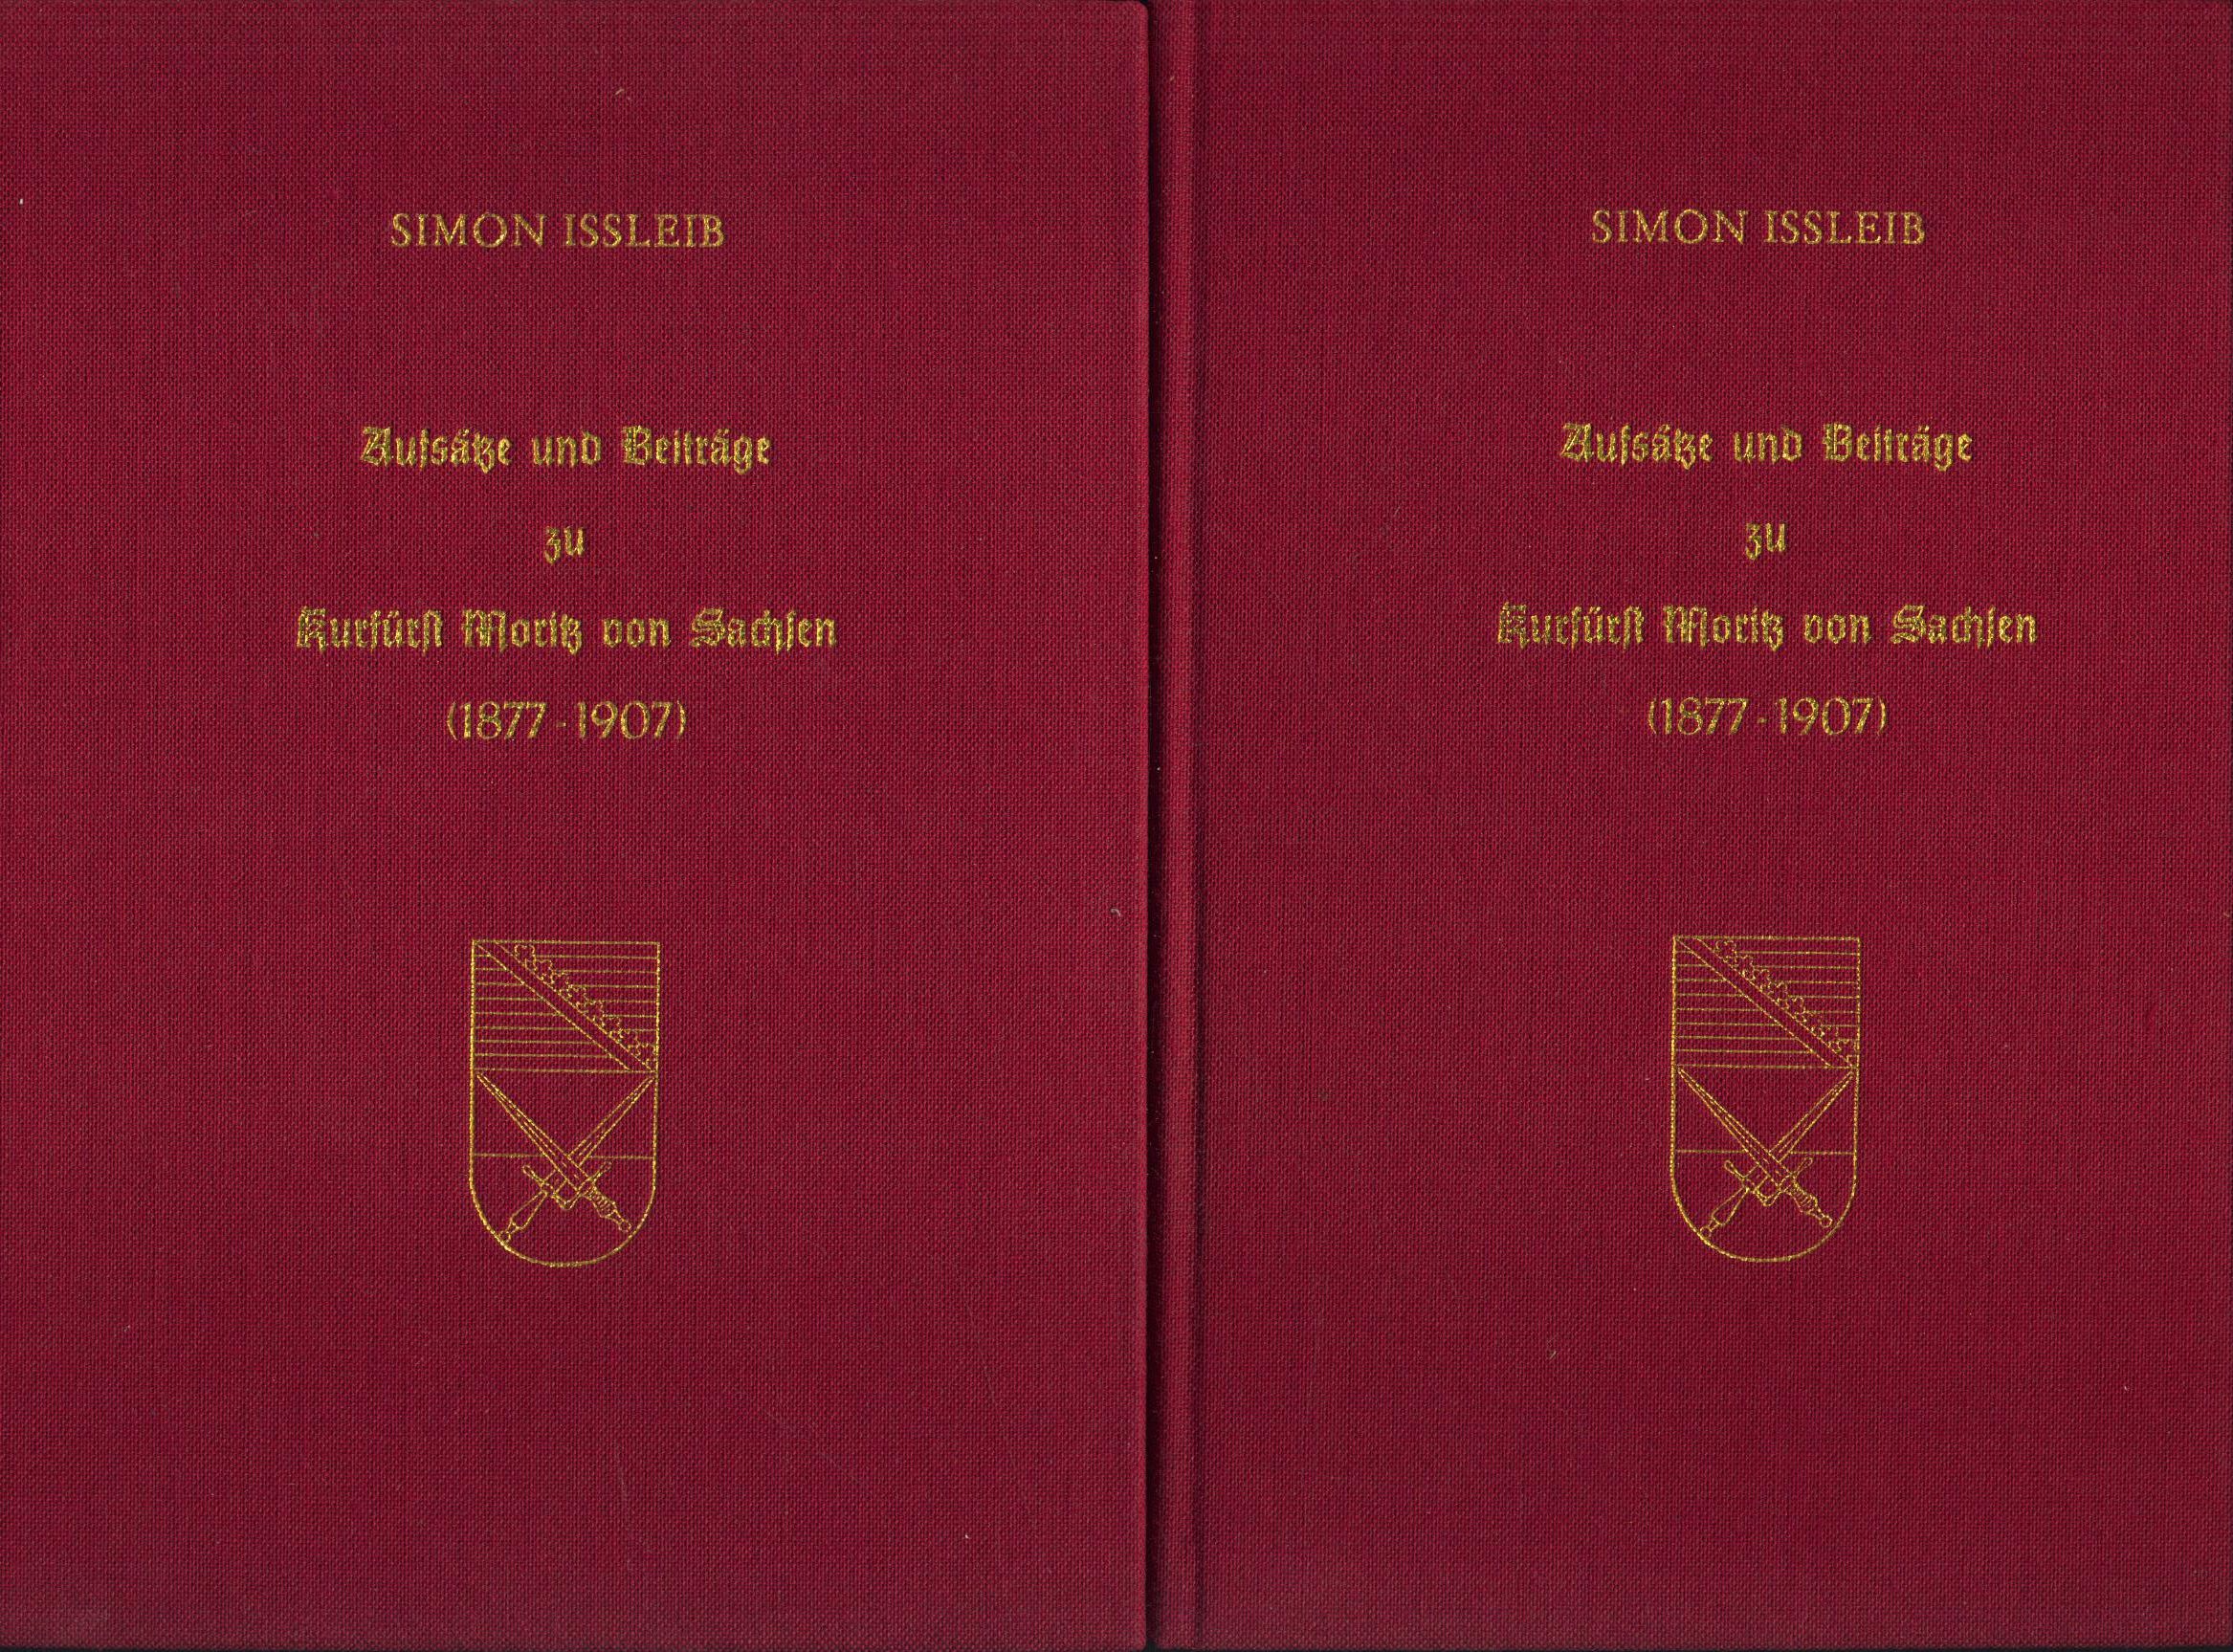 SIMON ISSLEIB
Aufsätze und Beiträge
zu
Kurfürst Moritz von Sachsen
(1877-1907)
SIMON ISSLEIB
Aufsätze und Beiträge
zu
Kurfürst Moritz von Sachsen
(1877-1907)